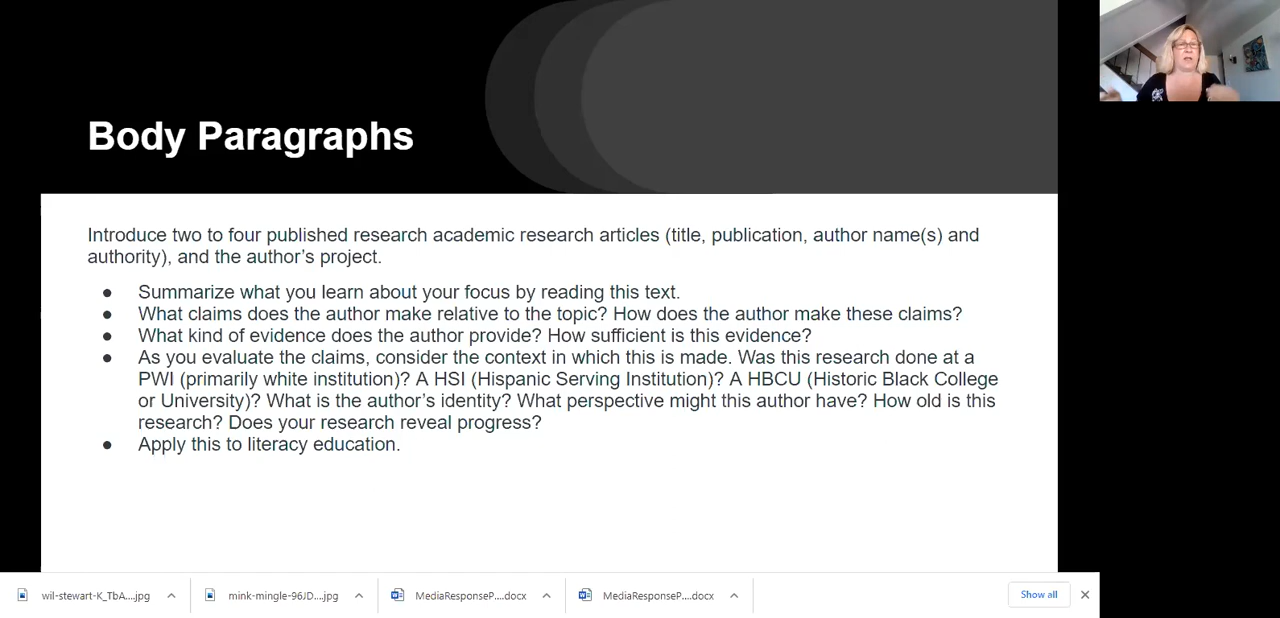 Body Paragraphs
Introduce two to four published research academic research articles (title, publication, author name(s) and
authority), and the author's project.
● Summarize what you learn about your focus by reading this text.
● What claims does the author make relative to the topic? How does the author make these claims?
● What kind of evidence does the author provide? How sufficient is this evidence?
● As you evaluate the claims, consider the context in which this is made. Was this research done at a
PWI (primarily white institution)? A HSI (Hispanic Serving Institution)? A HBCU (Historic Black College
or University)? What is the author's identity? What perspective might this author have? How old is this
research? Does your research reveal progress?
● Apply this to literacy education.
wil-stewart-K_TbA....jpg
mink-mingle-96JD....jpg
MediaResponseP....docx
MediaResponseP....docx
Show all